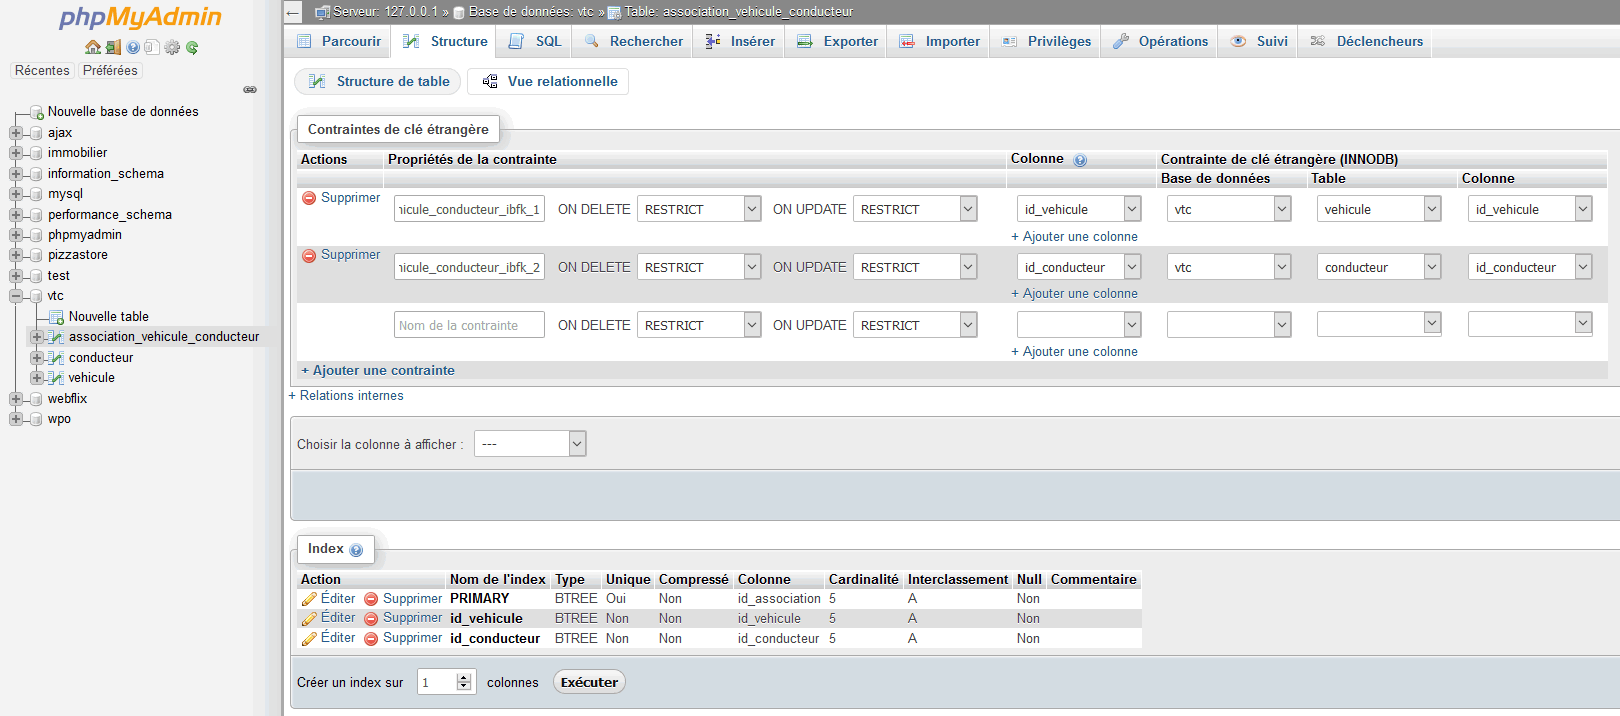 phpMyAdmin
Récentes Préférées
Nouvelle base de données
ajax
immobilier
information_schema
mysql
performance_schema
phpmyadmin
pizzastore
test
vtc
Nouvelle table
association_vehicule_conducteur
conducteur
vehicule
webflix
wpo
Serveur: 127.0.0.1 » Base de données: vtc » Table: association_vehicule_conducteur
Parcourir Structure SQL Rechercher Insérer Exporter Importer Privilèges Opérations Suivi Déclencheurs
Structure de table Vue relationnelle
Contraintes de clé étrangère
Actions Propriétés de la contrainte Colonne Contrainte de clé étrangère (INNODB)
Base de données Table Colonne
Supprimer nicule_conducteur_ibfk_1 ON DELETE RESTRICT ON UPDATE RESTRICT id_vehicule vtc vehicule id_vehicule
+ Ajouter une colonne
Supprimer nicule_conducteur_ibfk_2 ON DELETE RESTRICT ON UPDATE RESTRICT id_conducteur vtc conducteur id_conducteur
+ Ajouter une colonne
Nom de la contrainte ON DELETE RESTRICT ON UPDATE RESTRICT
+ Ajouter une colonne
+ Ajouter une contrainte
+ Relations internes
Choisir la colonne à afficher : ---
Index
Action Nom de l'index Type Unique Compressé Colonne Cardinalité Interclassement Null Commentaire
Éditer Supprimer PRIMARY BTREE Oui Non id_association 5 A Non
Éditer Supprimer id_vehicule BTREE Non Non id_vehicule 5 A Non
Éditer Supprimer id_conducteur BTREE Non Non id_conducteur 5 A Non
Créer un index sur 1 colonnes Exécuter